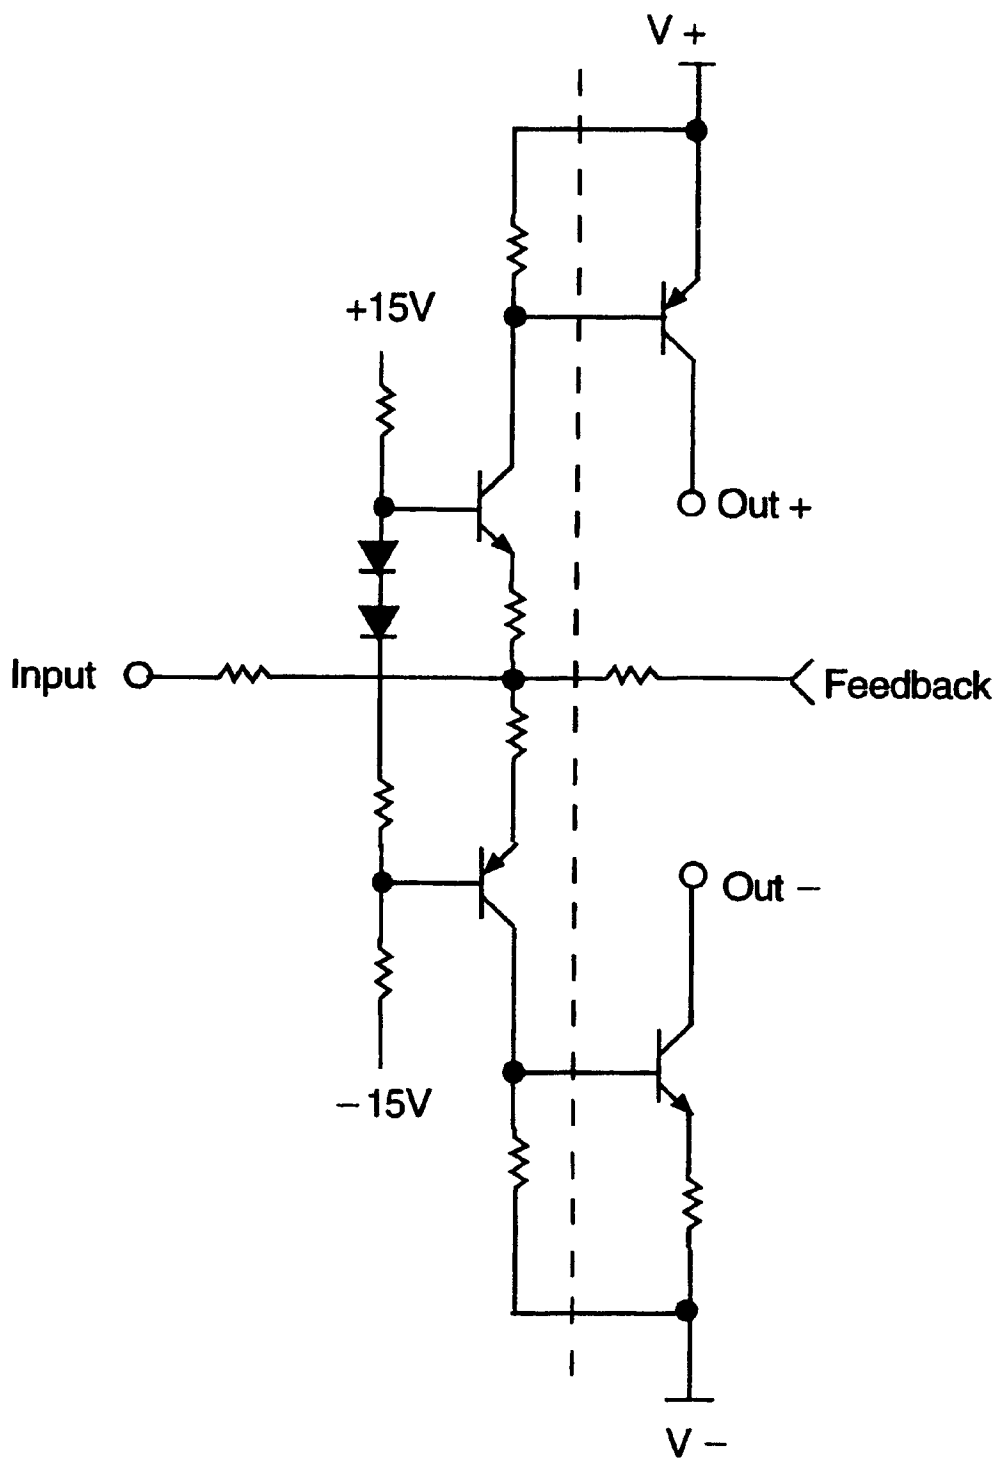 V +
+15V
Out +
Input
Feedback
Out –
– 15V
V –